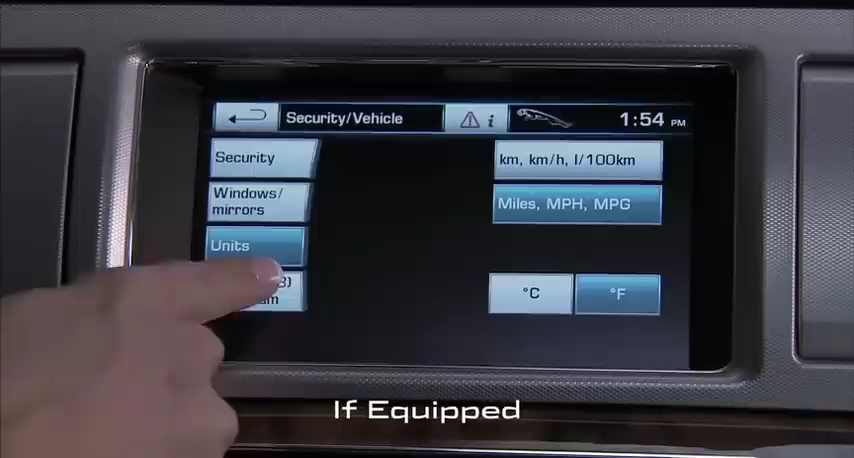 Security/Vehicle
i
1:54 PM
Security
km, km/h, l/100km
Windows/
mirrors
Miles, MPH, MPG
Units
°C
°F
If Equipped